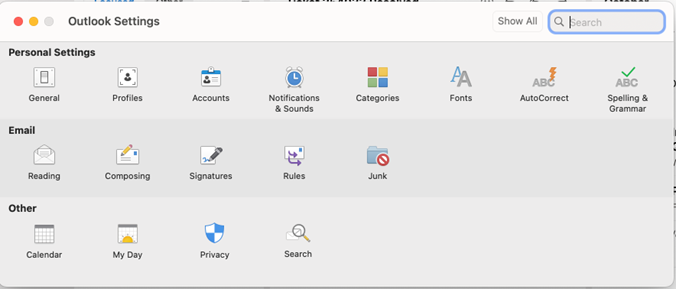 Outlook Settings
Show All
Search
Personal Settings
General
Profiles
Accounts
Notifications
& Sounds
Categories
Fonts
AutoCorrect
Spelling &
Grammar
Email
Reading
Composing
Signatures
Rules
Junk
Other
Calendar
My Day
Privacy
Search